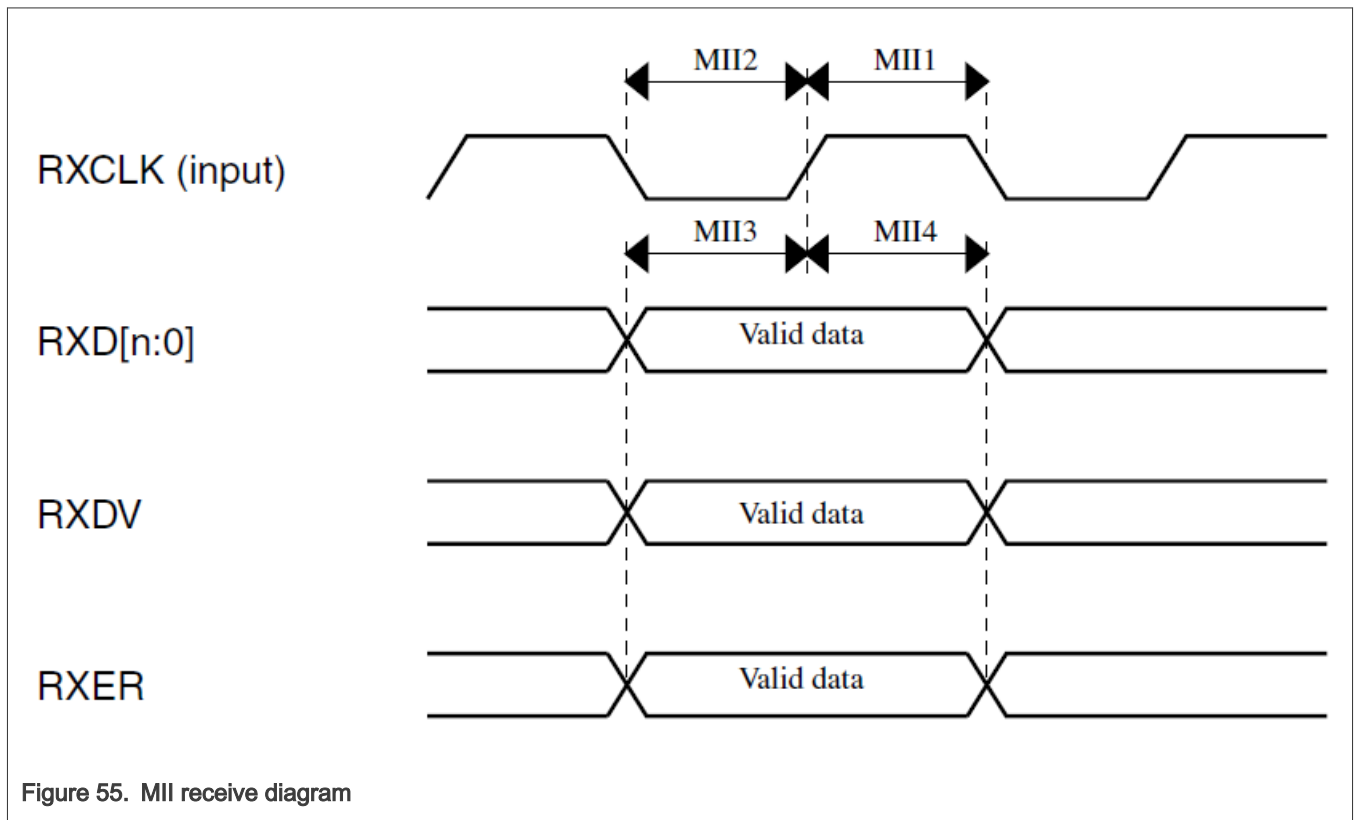 MII2 MII1
RXCLK (input)
MII3 MII4
RXD[n:0] Valid data
RXDV Valid data
RXER Valid data
Figure 55. MII receive diagram